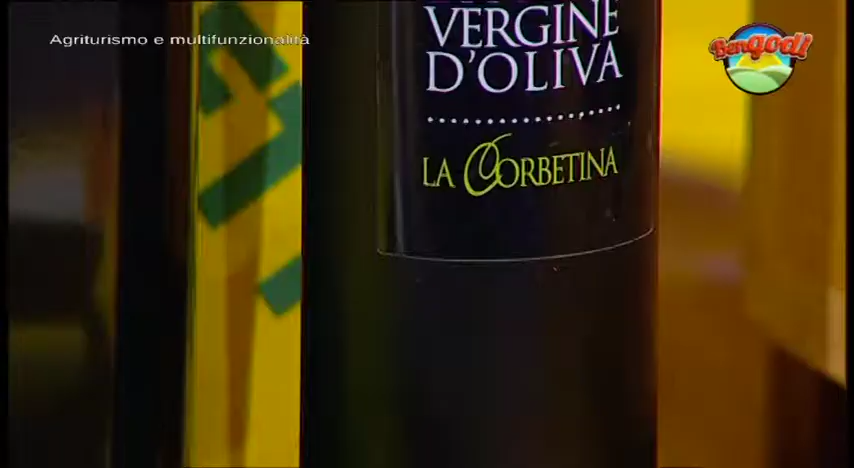 Agriturismo e multifunzionalità
Bengodi
VERGINE
D'OLIVA
LA CORBETINA